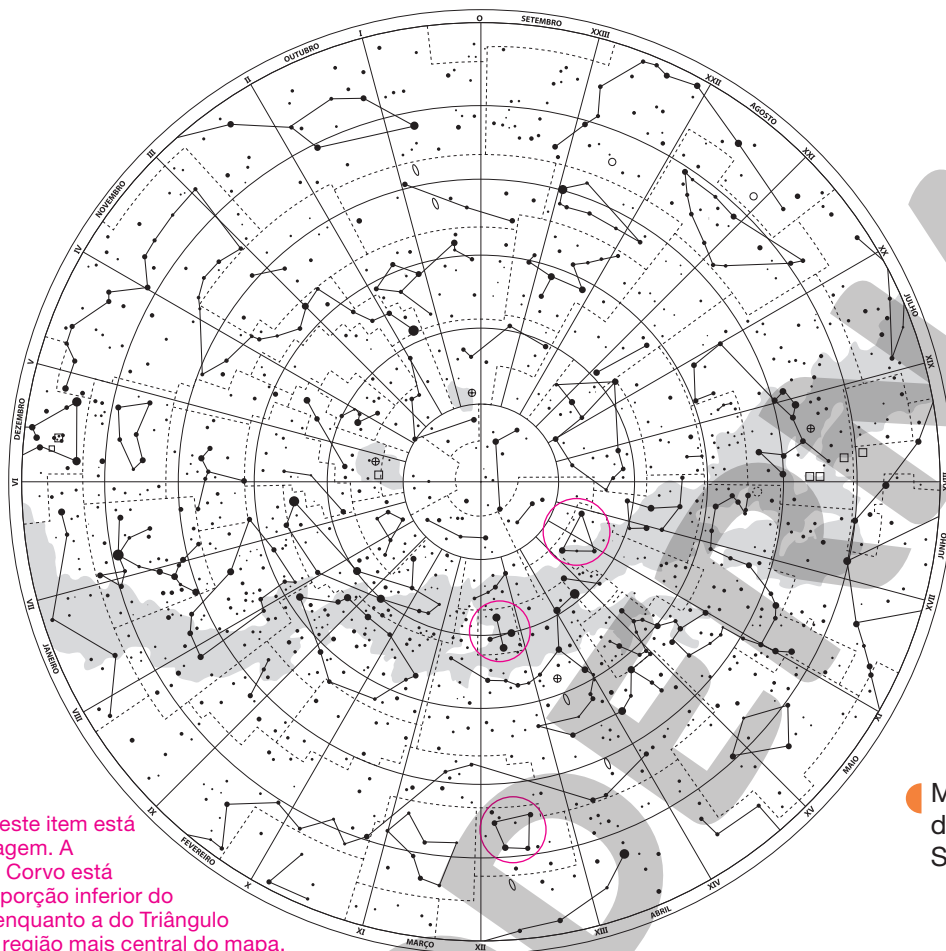 O
SETEMBRO
XXIII
XXII
AGOSTO
XXI
XX
JULHO
XIX
JUNHO
XVII
XI
MAIO
XV
XIV
ABRIL
XIII
XII
MARÇO
XI
X
FEVEREIRO
IX
VIII
JANEIRO
VII
VI
DEZEMBRO
V
IV
NOVEMBRO
III
II
OUTUBRO
I
este item está
agem. A
Corvo está
porção inferior do
enquanto a do Triângulo
região mais central do mapa.
M
d
S